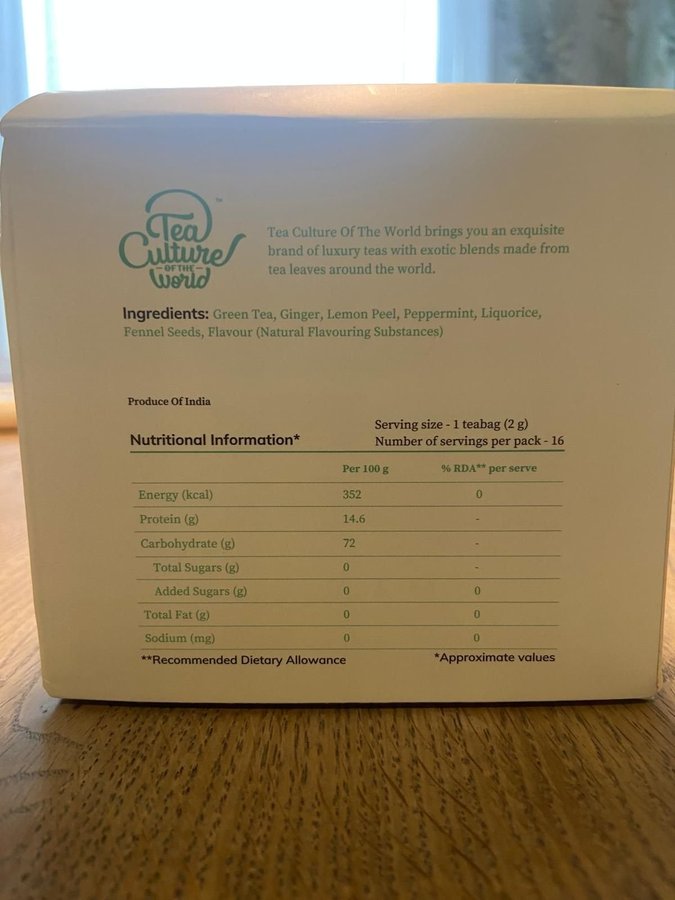 Tea
Culture
OF THE
World
TM
Tea Culture Of The World brings you an exquisite
brand of luxury teas with exotic blends made from
tea leaves around the world.
Ingredients: Green Tea, Ginger, Lemon Peel, Peppermint, Liquorice,
Fennel Seeds, Flavour (Natural Flavouring Substances)
Produce Of India
Serving size - 1 teabag (2 g)
Nutritional Information* Number of servings per pack - 16
Per 100 g % RDA** per serve
Energy (kcal) 352 0
Protein (g) 14.6 -
Carbohydrate (g) 72 -
Total Sugars (g) 0 -
Added Sugars (g) 0 0
Total Fat (g) 0 0
Sodium (mg) 0 0
**Recommended Dietary Allowance *Approximate values